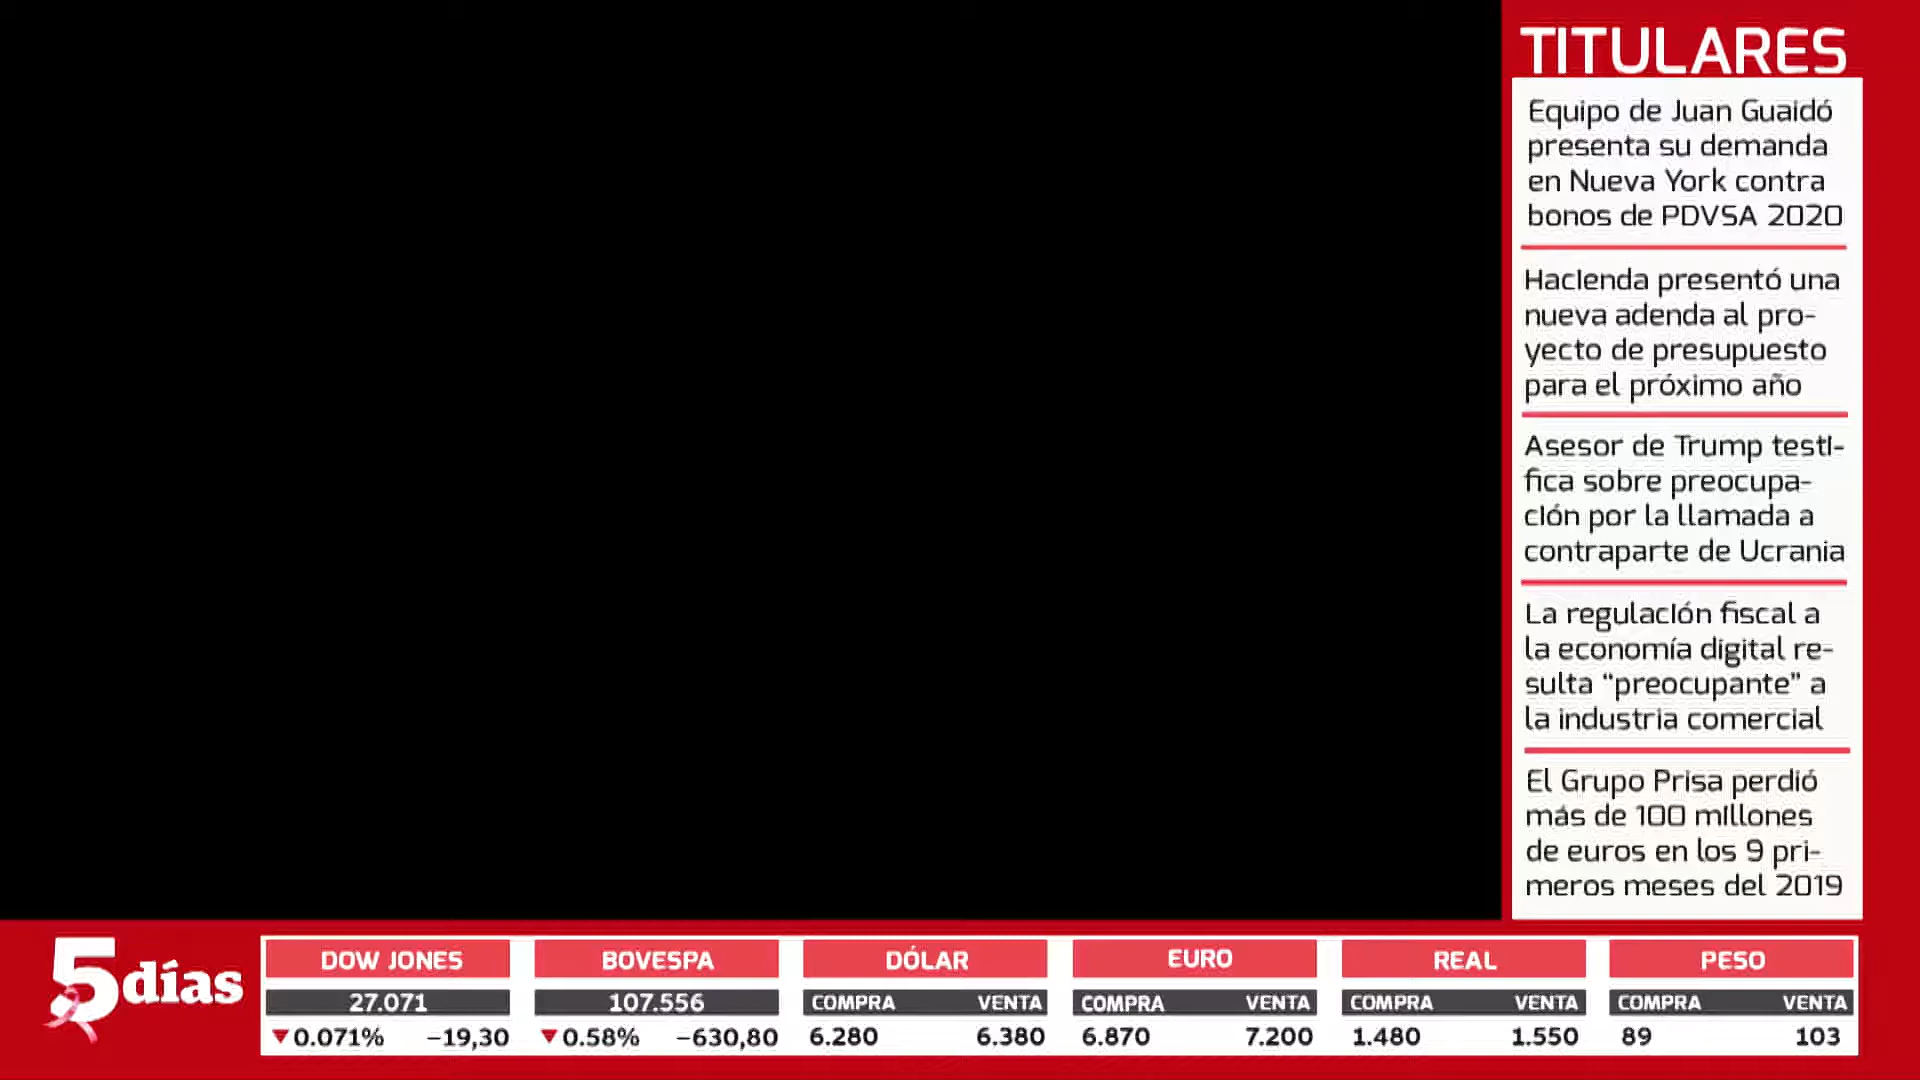 TITULARES
Equipo de Juan Guaidó
presenta su demanda
en Nueva York contra
bonos de PDVSA 2020
Hacienda presentó una
nueva adenda al pro-
yecto de presupuesto
para el próximo año
Asesor de Trump testi-
fica sobre preocupa-
ción por la llamada a
contraparte de Ucrania
La regulación fiscal a
la economía digital re-
sulta “preocupante” a
la industria comercial
El Grupo Prisa perdió
más de 100 millones
de euros en los 9 pri-
meros meses del 2019
5días
DOW JONES
27.071
▼0.071% −19,30
BOVESPA
107.556
▼0.58% −630,80
DÓLAR
COMPRA VENTA
6.280 6.380
EURO
COMPRA VENTA
6.870 7.200
REAL
COMPRA VENTA
1.480 1.550
PESO
COMPRA VENTA
89 103